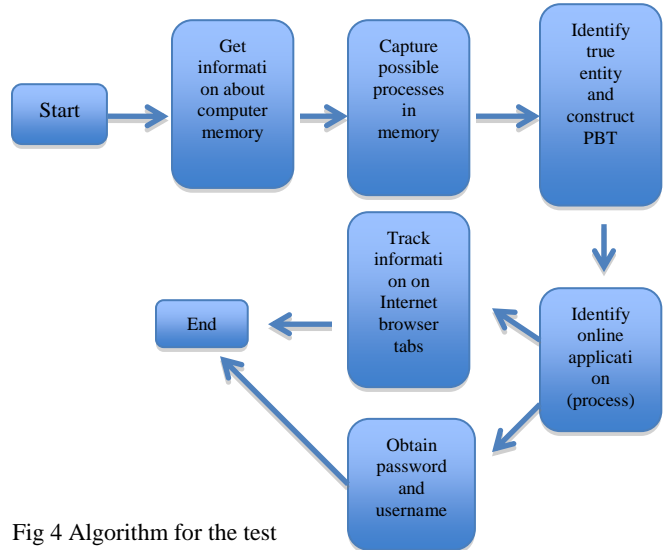 Start
Get
informati
on about
computer
memory
Capture
possible
processes
in
memory
Identify
true
entity
and
construct
PBT
Identify
online
applicati
on
(process)
Track
informati
on on
Internet
browser
tabs
Obtain
password
and
username
End
Fig 4 Algorithm for the test